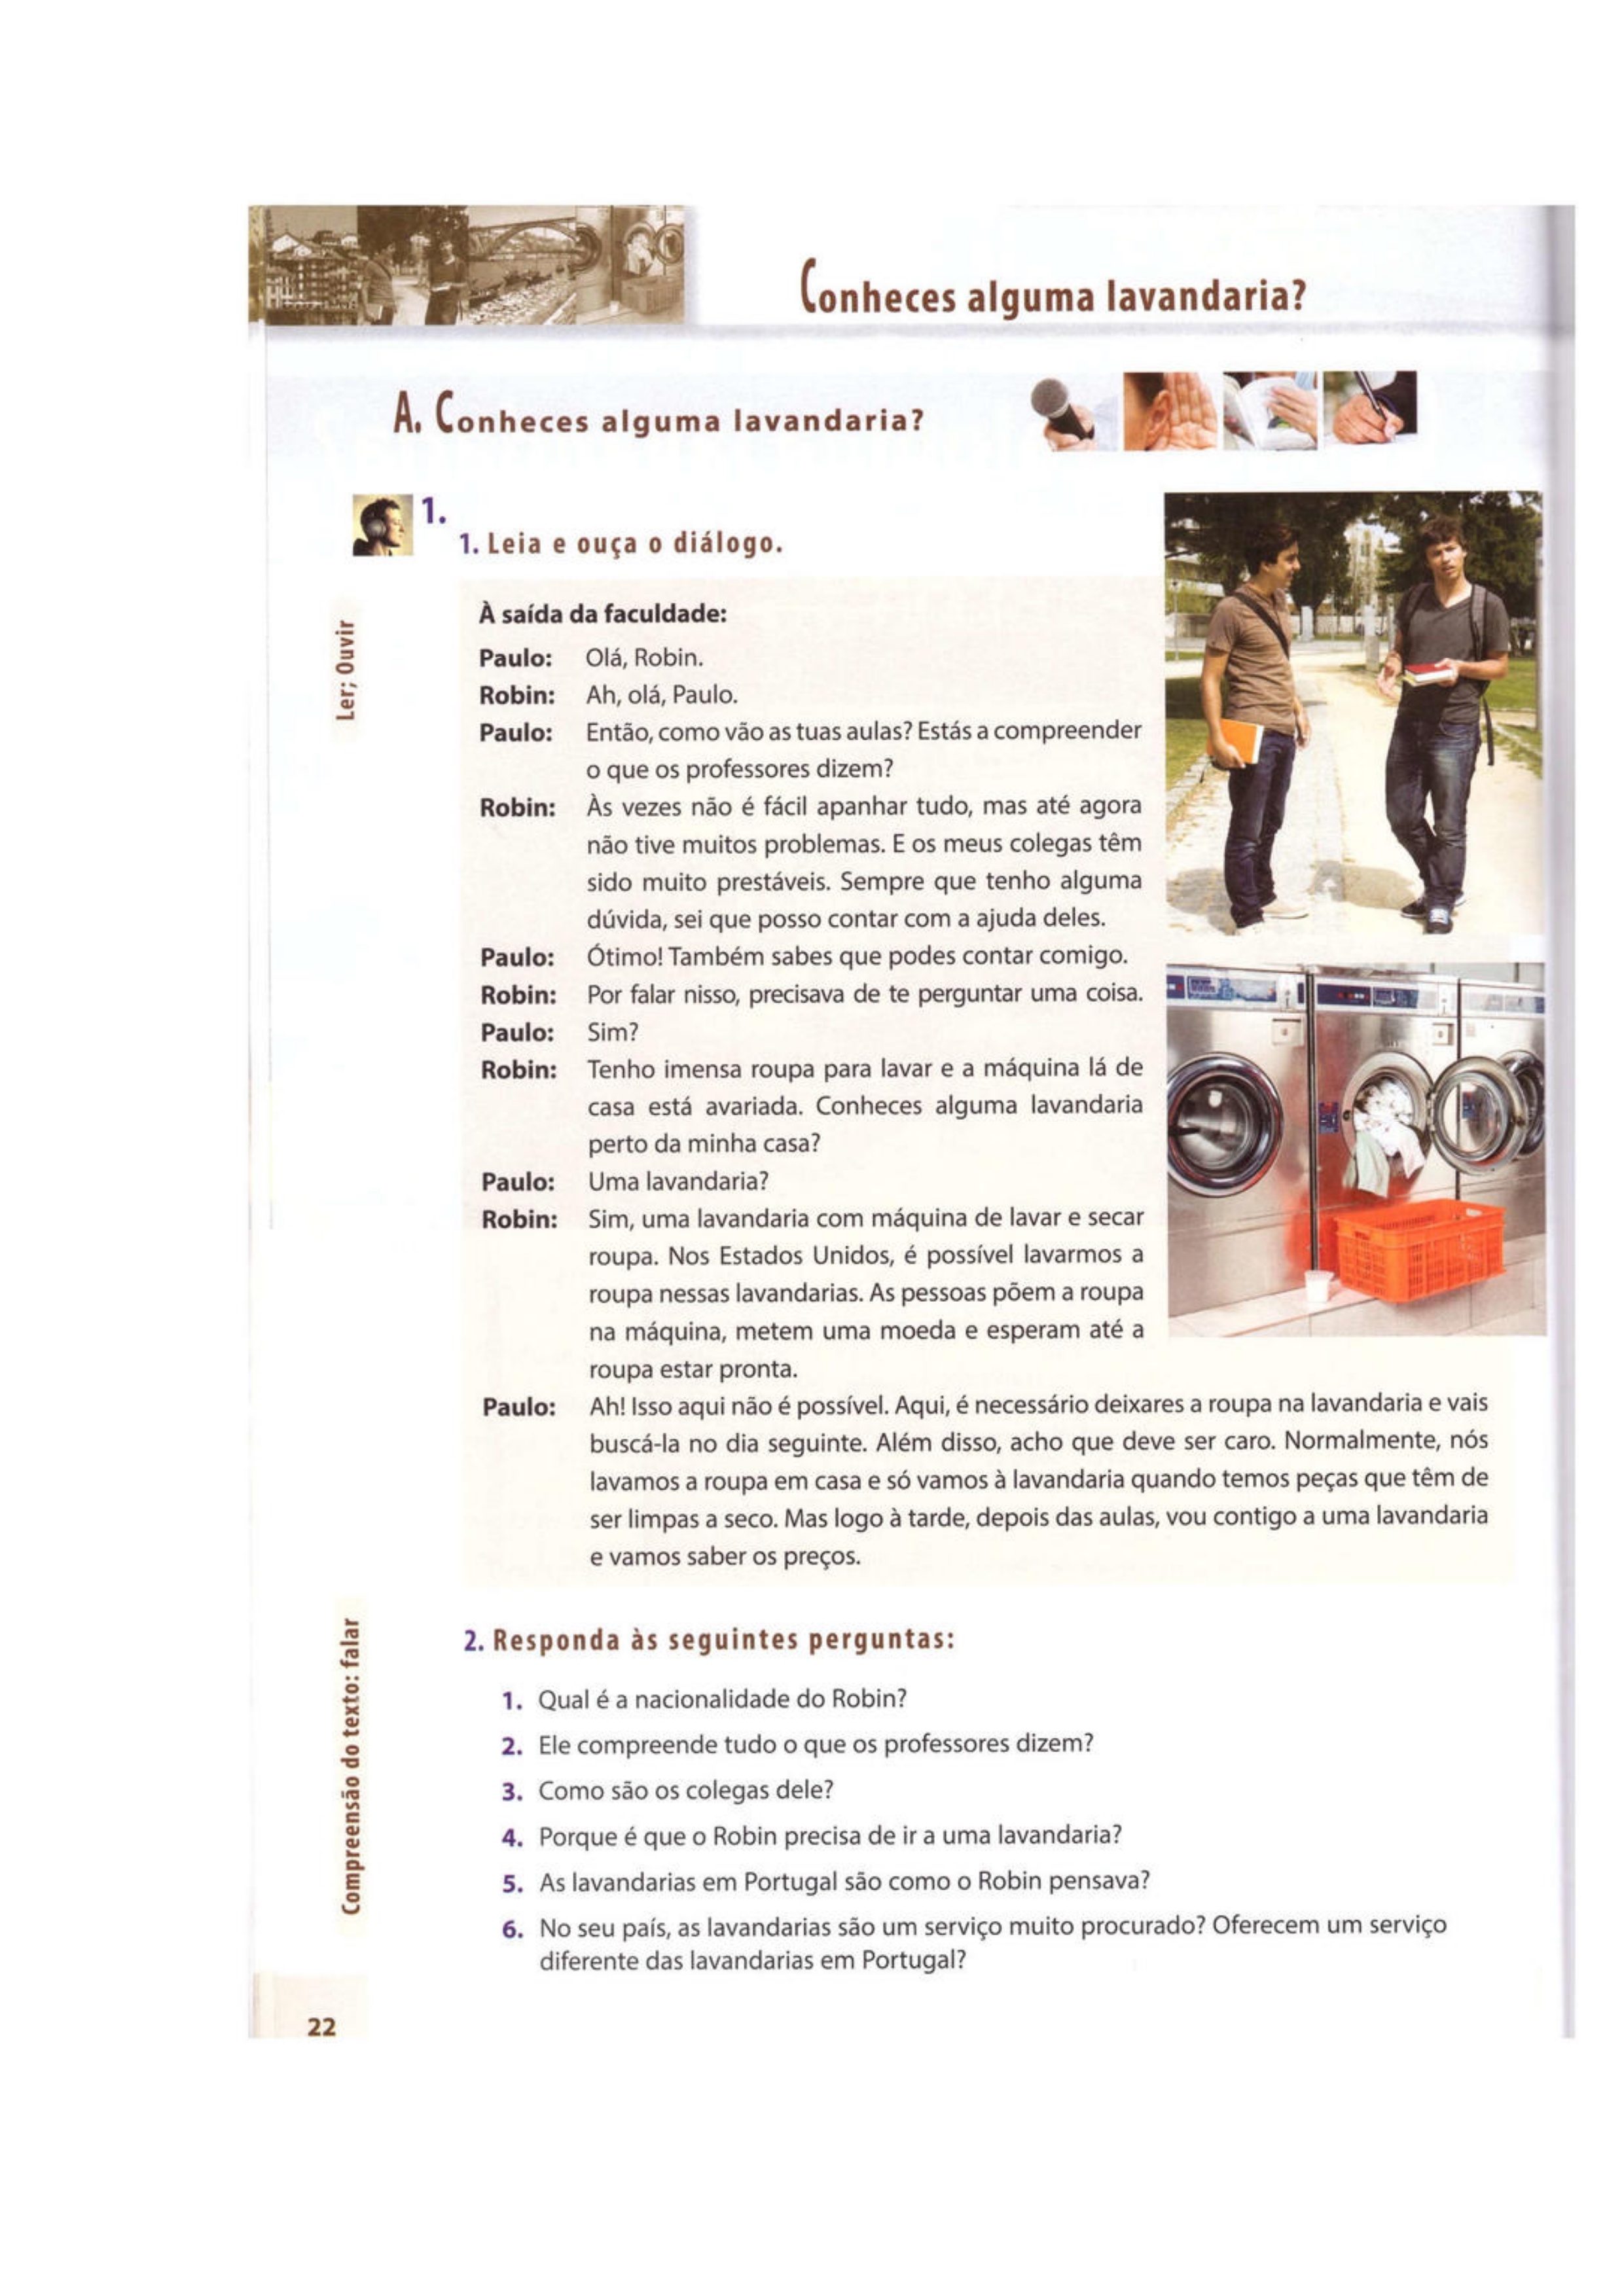 Conheces alguma lavandaria?
A. Conheces alguma lavandaria?
1.
1. Leia e ouça o diálogo.
Ler; Ouvir
À saída da faculdade:
Paulo: Olá, Robin.
Robin: Ah, olá, Paulo.
Paulo: Então, como vão as tuas aulas? Estás a compreender
o que os professores dizem?
Robin: Às vezes não é fácil apanhar tudo, mas até agora
não tive muitos problemas. E os meus colegas têm
sido muito prestáveis. Sempre que tenho alguma
dúvida, sei que posso contar com a ajuda deles.
Paulo: Ótimo! Também sabes que podes contar comigo.
Robin: Por falar nisso, precisava de te perguntar uma coisa.
Paulo: Sim?
Robin: Tenho imensa roupa para lavar e a máquina lá de
casa está avariada. Conheces alguma lavandaria
perto da minha casa?
Paulo: Uma lavandaria?
Robin: Sim, uma lavandaria com máquina de lavar e secar
roupa. Nos Estados Unidos, é possível lavarmos a
roupa nessas lavandarias. As pessoas põem a roupa
na máquina, metem uma moeda e esperam até a
roupa estar pronta.
Paulo: Ah! Isso aqui não é possível. Aqui, é necessário deixares a roupa na lavandaria e vais
buscá-la no dia seguinte. Além disso, acho que deve ser caro. Normalmente, nós
lavamos a roupa em casa e só vamos à lavandaria quando temos peças que têm de
ser limpas a seco. Mas logo à tarde, depois das aulas, vou contigo a uma lavandaria
e vamos saber os preços.
Compreensão do texto: falar
2. Responda às seguintes perguntas:
1. Qual é a nacionalidade do Robin?
2. Ele compreende tudo o que os professores dizem?
3. Como são os colegas dele?
4. Porque é que o Robin precisa de ir a uma lavandaria?
5. As lavandarias em Portugal são como o Robin pensava?
6. No seu país, as lavandarias são um serviço muito procurado? Oferecem um serviço
diferente das lavandarias em Portugal?
22